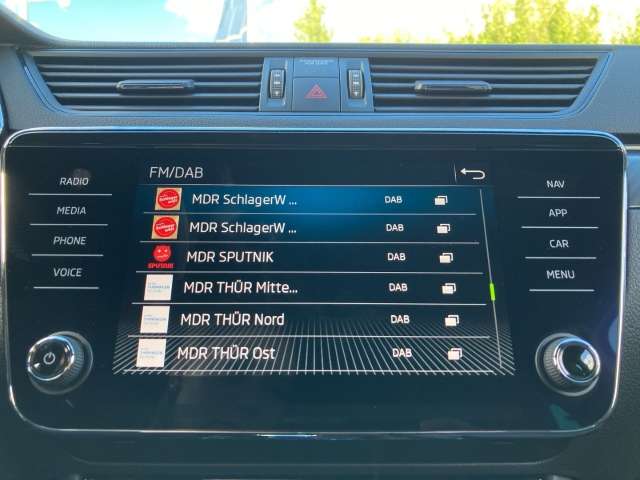 FM/DAB
RADIO
MEDIA
PHONE
VOICE
MDR SchlagerW ... DAB
MDR SchlagerW ... DAB
SPUTNIK MDR SPUTNIK DAB
MDR THÜR Mitte... DAB
MDR THÜR Nord DAB
MDR THÜR Ost DAB
NAV
APP
CAR
MENU